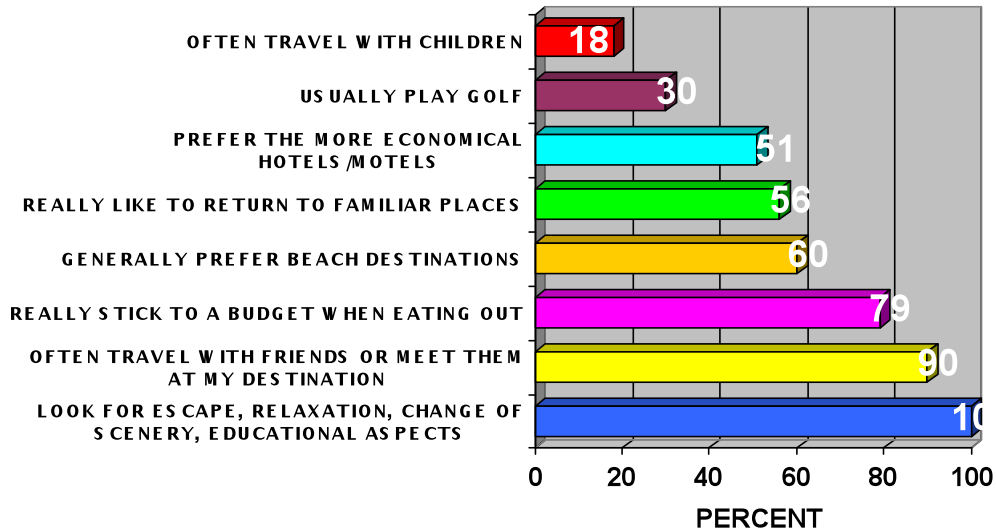 OFTEN TRAVEL WITH CHILDREN
18
USUALLY PLAY GOLF
30
PREFER THE MORE ECONOMICAL
HOTELS/MOTELS
51
REALLY LIKE TO RETURN TO FAMILIAR PLACES
56
GENERALLY PREFER BEACH DESTINATIONS
60
REALLY STICK TO A BUDGET WHEN EATING OUT
79
OFTEN TRAVEL WITH FRIENDS OR MEET THEM
AT MY DESTINATION
90
LOOK FOR ESCAPE, RELAXATION, CHANGE OF
SCENERY, EDUCATIONAL ASPECTS
0 20 40 60 80 100
PERCENT